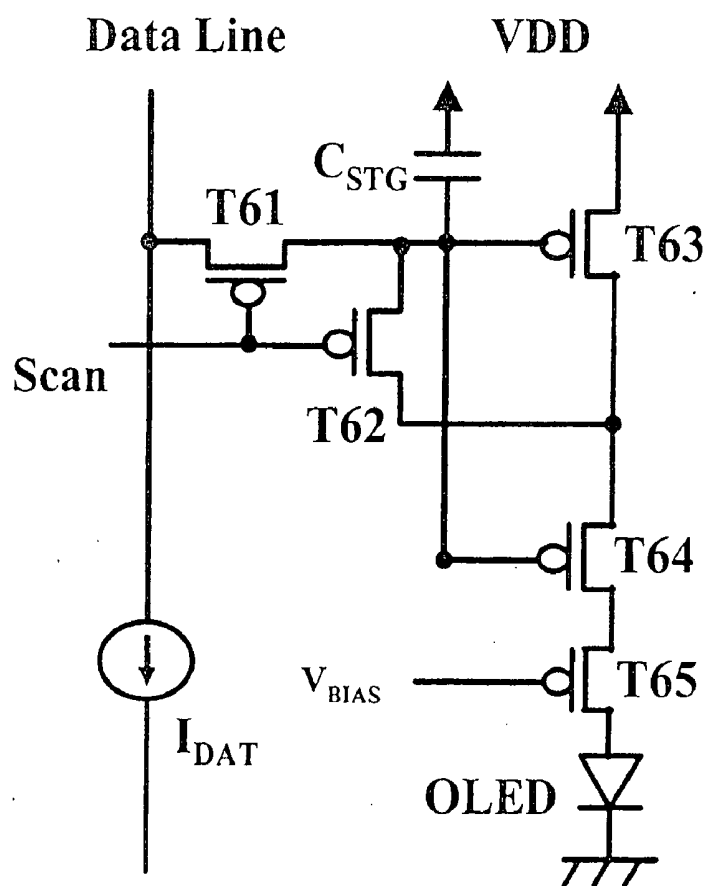 Data Line
VDD
C_STG
T61
T63
Scan
T62
T64
V_BIAS
T65
I_DAT
OLED